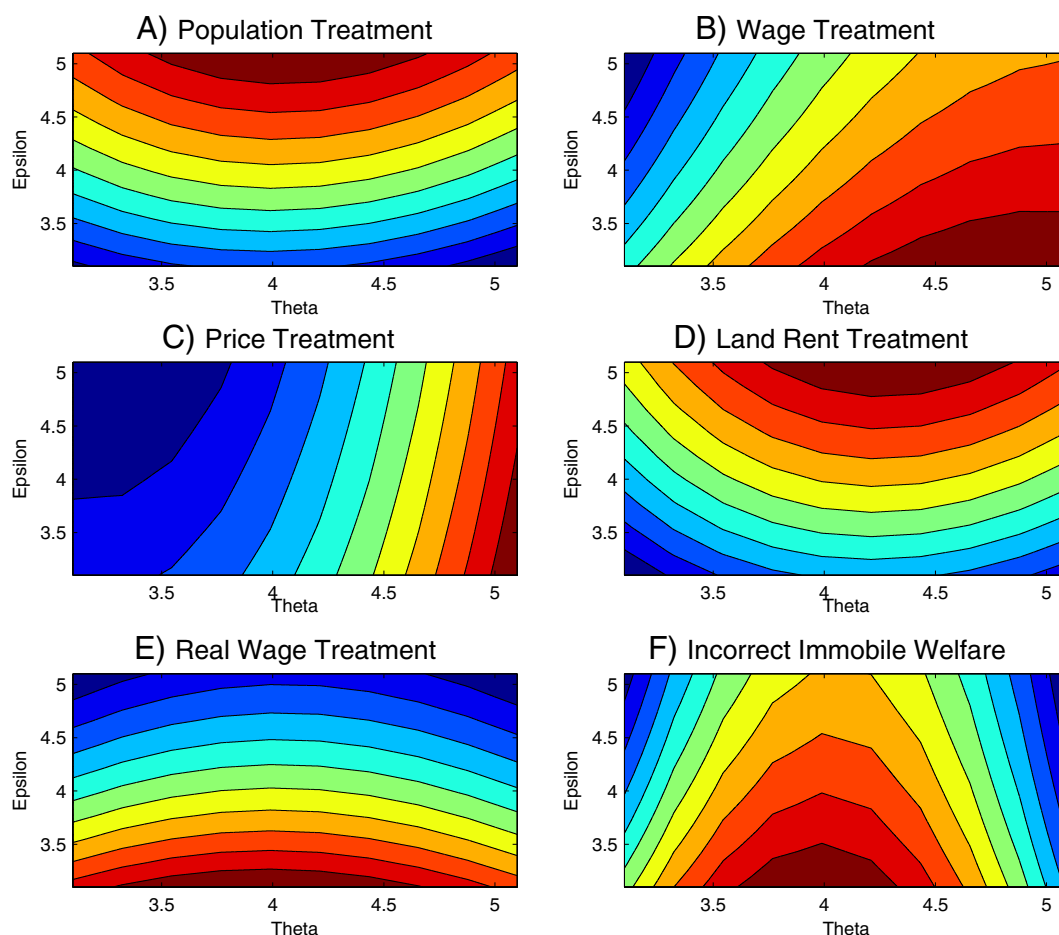 A) Population Treatment
5
4.5
4
3.5
Epsilon
3.5 4 4.5 5
Theta
B) Wage Treatment
5
4.5
4
3.5
Epsilon
3.5 4 4.5 5
Theta
C) Price Treatment
5
4.5
4
3.5
Epsilon
3.5 4 4.5 5
Theta
D) Land Rent Treatment
5
4.5
4
3.5
Epsilon
3.5 4 4.5 5
Theta
E) Real Wage Treatment
5
4.5
4
3.5
Epsilon
3.5 4 4.5 5
Theta
F) Incorrect Immobile Welfare
5
4.5
4
3.5
Epsilon
3.5 4 4.5 5
Theta